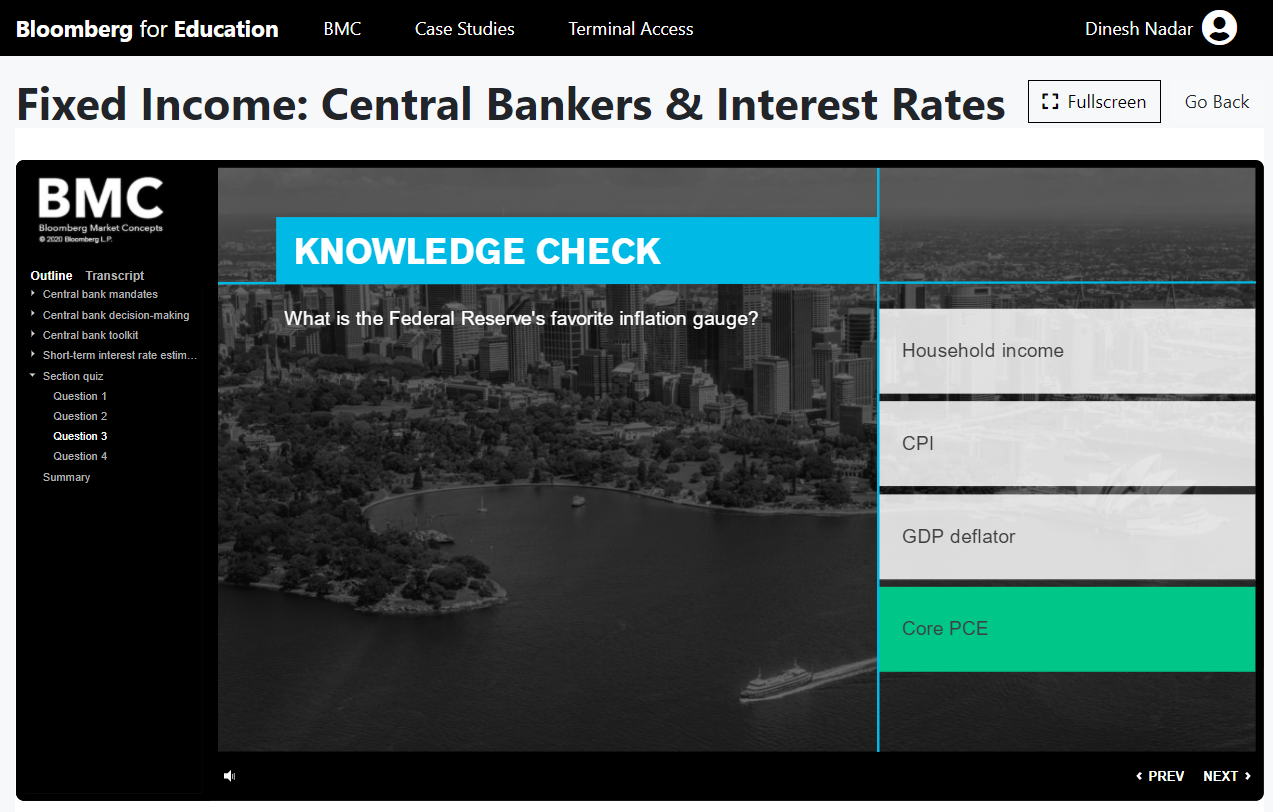 Bloomberg for Education
BMC
Case Studies
Terminal Access
Dinesh Nadar
Fixed Income: Central Bankers & Interest Rates
Fullscreen
Go Back
BMC
Bloomberg Market Concepts
© 2020 Bloomberg L.P.
Outline
Transcript
Central bank mandates
Central bank decision-making
Central bank toolkit
Short-term interest rate estim...
Section quiz
Question 1
Question 2
Question 3
Question 4
Summary
KNOWLEDGE CHECK
What is the Federal Reserve's favorite inflation gauge?
Household income
CPI
GDP deflator
Core PCE
PREV
NEXT